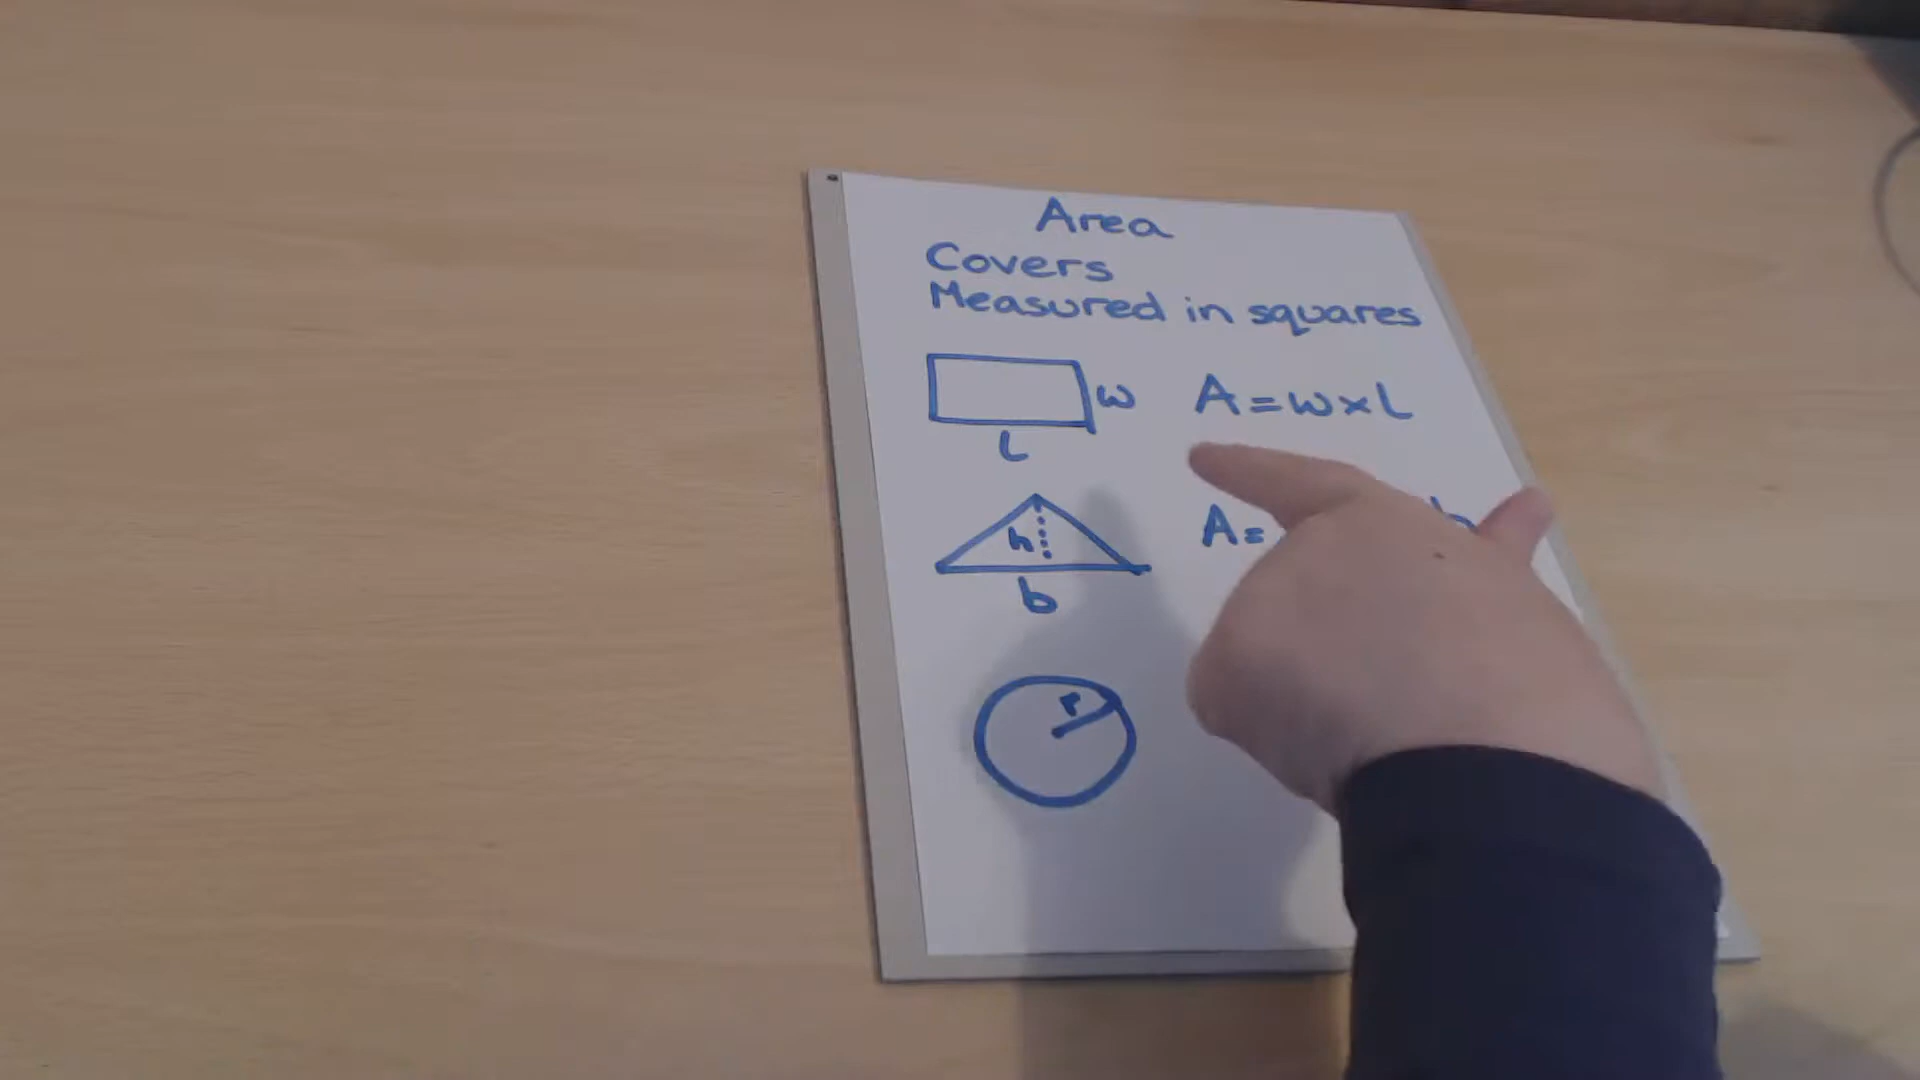 Area
Covers
Measured in squares
w A = w x L
L
h A =
b
r